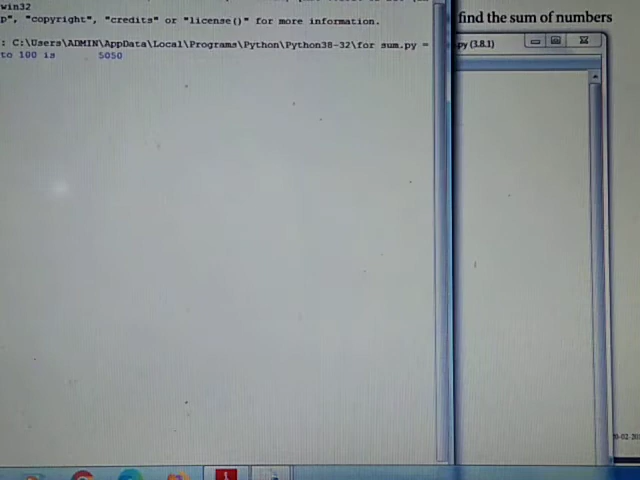 win32
p", "copyright", "credits" or "license()" for more information.
: C:\Users\ADMIN\AppData\Local\Programs\Python\Python38-32\for sum.py =
to 100 is 5050
find the sum of numbers
py (3.8.1)